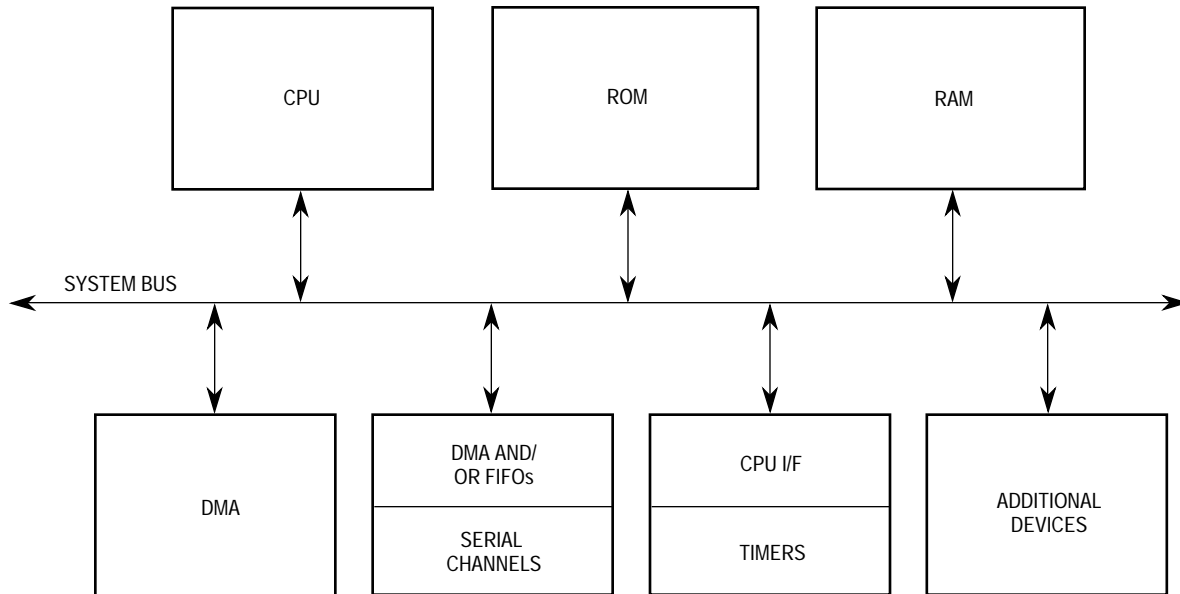 CPU
ROM
RAM
SYSTEM BUS
DMA
DMA AND/
OR FIFOs
SERIAL
CHANNELS
CPU I/F
TIMERS
ADDITIONAL
DEVICES